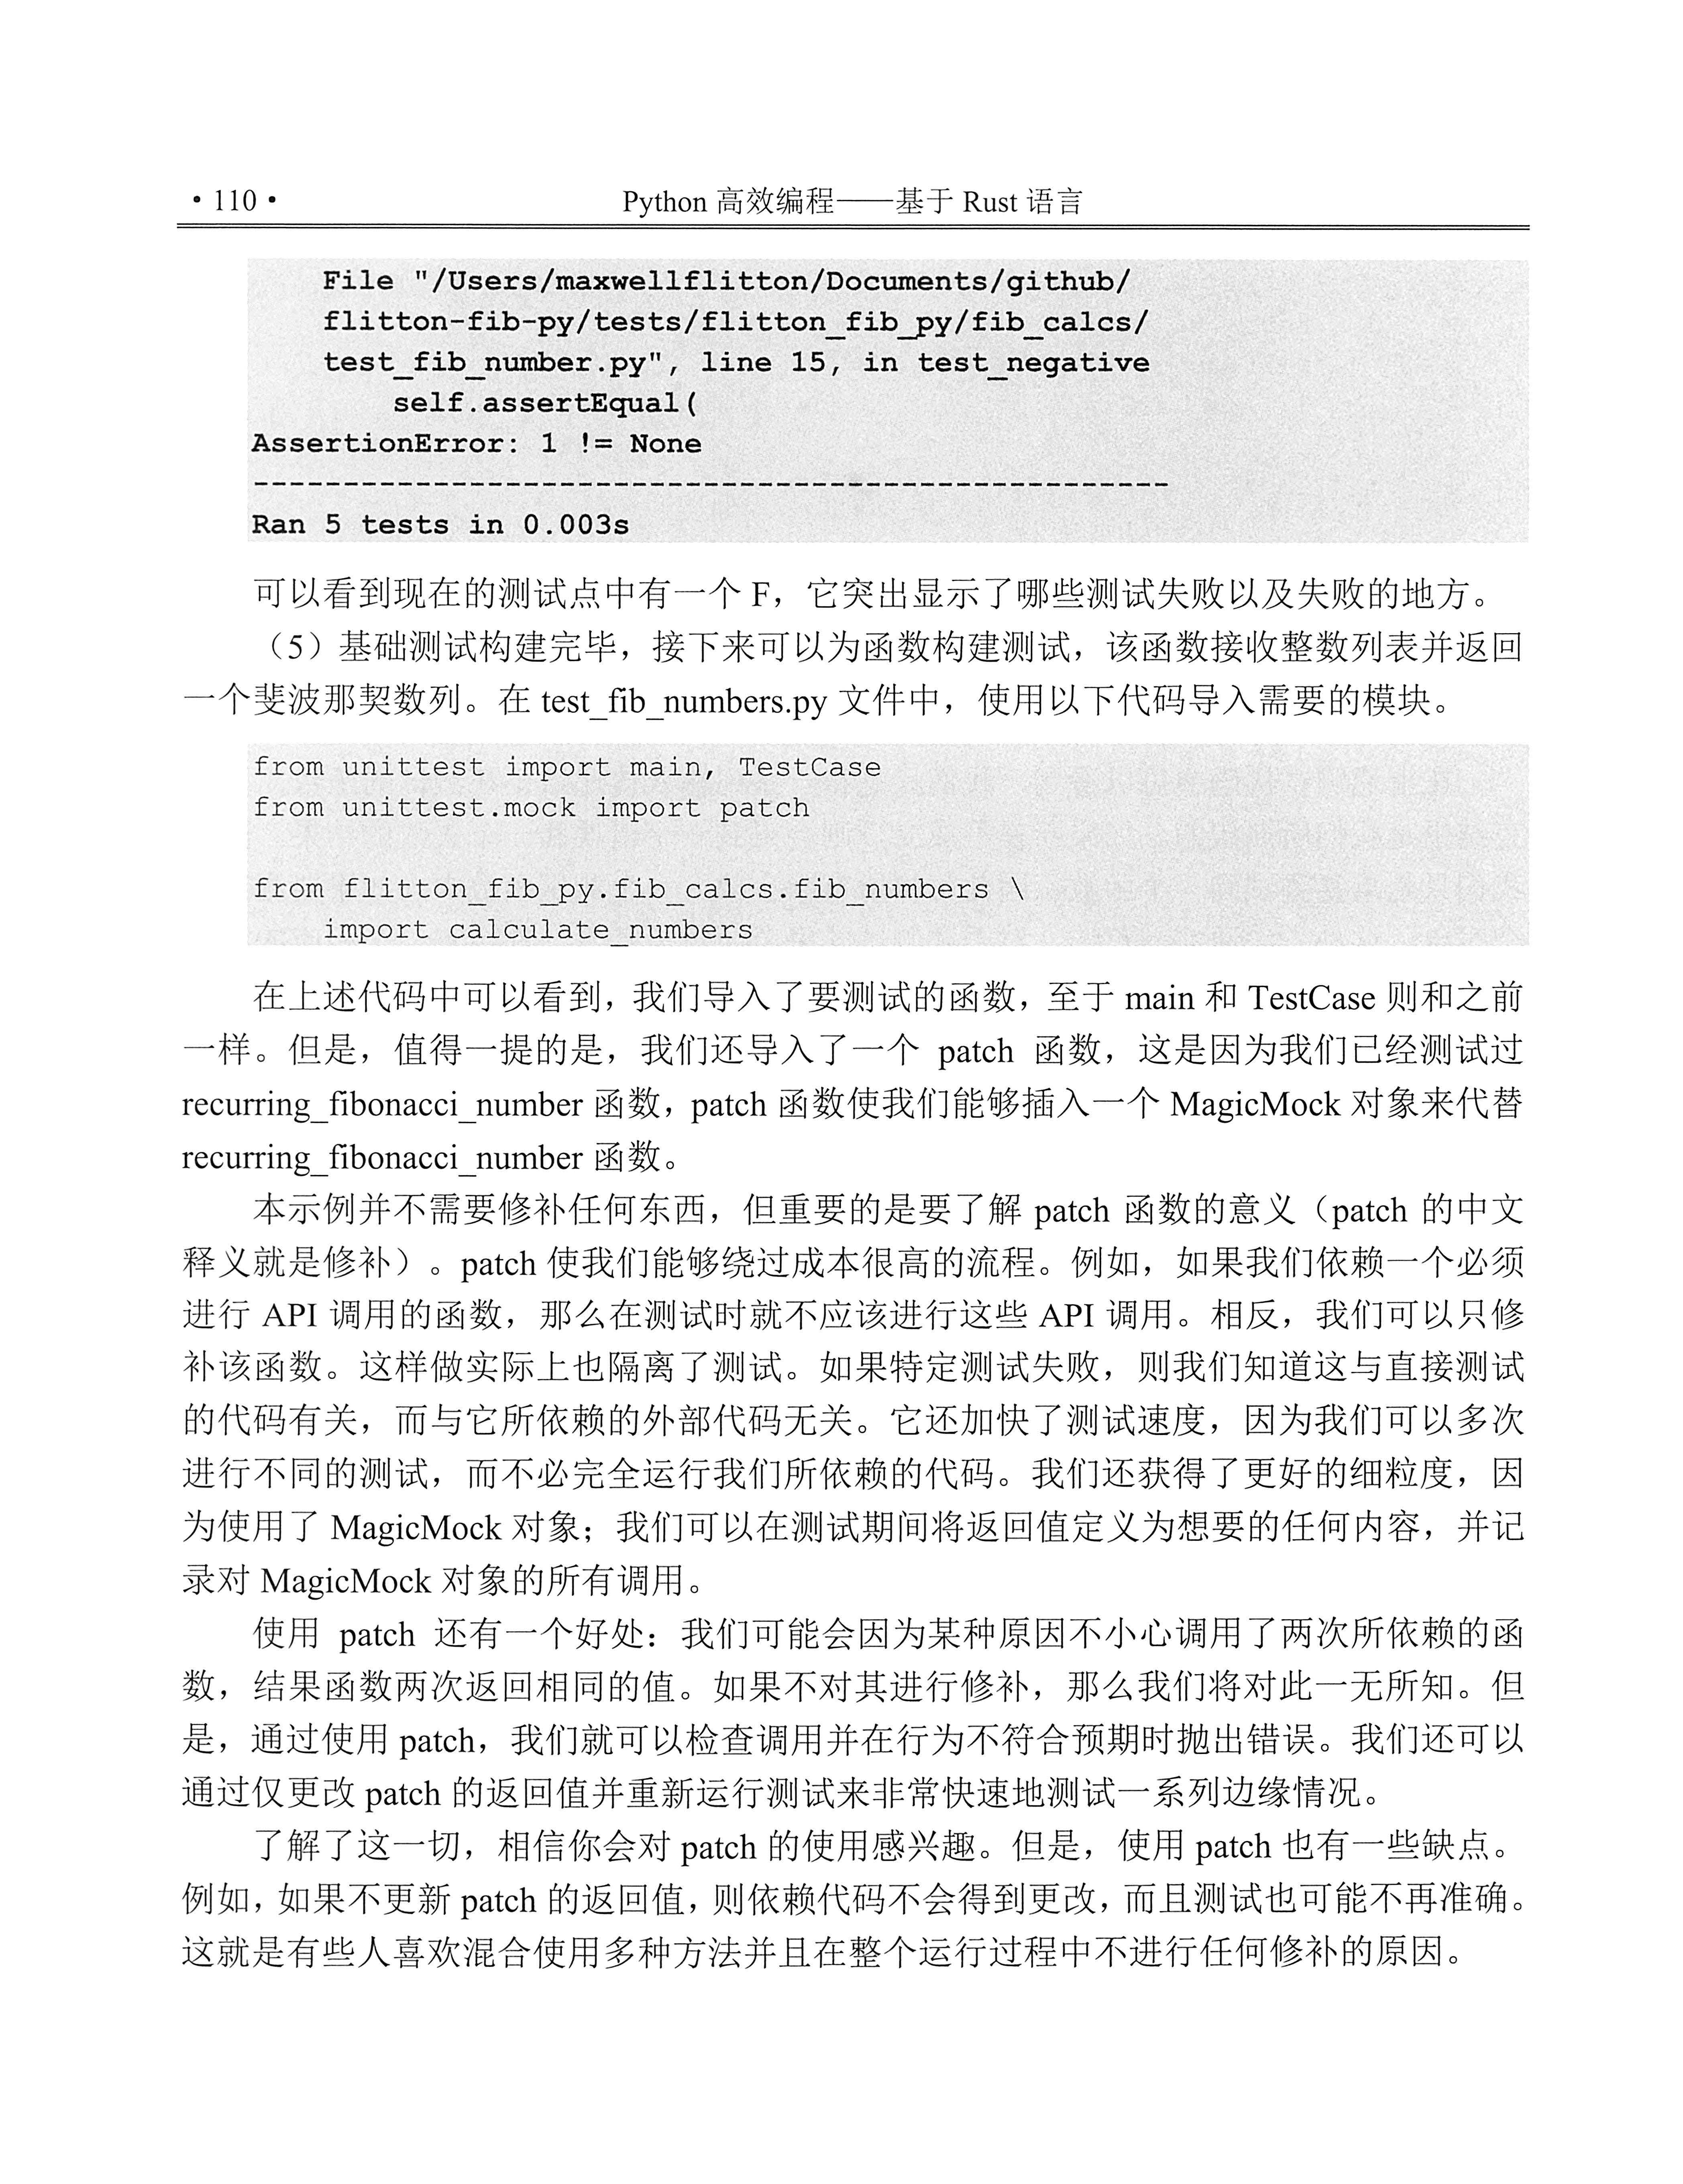 • 110 •
Python 高效编程——基于 Rust 语言
File "/Users/maxwellflitton/Documents/github/
flitton-fib-py/tests/flitton_fib_py/fib_calcs/
test_fib_number.py", line 15, in test_negative
self.assertEqual(
AssertionError: 1 != None
---------------------------------------------------
Ran 5 tests in 0.003s
可以看到现在的测试点中有一个 F，它突出显示了哪些测试失败以及失败的地方。
（5）基础测试构建完毕，接下来可以为函数构建测试，该函数接收整数列表并返回
一个斐波那契数列。在 test_fib_numbers.py 文件中，使用以下代码导入需要的模块。
from unittest import main, TestCase
from unittest.mock import patch
from flitton_fib_py.fib_calcs.fib_numbers \
import calculate_numbers
在上述代码中可以看到，我们导入了要测试的函数，至于 main 和 TestCase 则和之前
一样。但是，值得一提的是，我们还导入了一个 patch 函数，这是因为我们已经测试过
recurring_fibonacci_number 函数，patch 函数使我们能够插入一个 MagicMock 对象来代替
recurring_fibonacci_number 函数。
本示例并不需要修补任何东西，但重要的是要了解 patch 函数的意义（patch 的中文
释义就是修补）。patch 使我们能够绕过成本很高的流程。例如，如果我们依赖一个必须
进行 API 调用的函数，那么在测试时就不应该进行这些 API 调用。相反，我们可以只修
补该函数。这样做实际上也隔离了测试。如果特定测试失败，则我们知道这与直接测试
的代码有关，而与它所依赖的外部代码无关。它还加快了测试速度，因为我们可以多次
进行不同的测试，而不必完全运行我们所依赖的代码。我们还获得了更好的细粒度，因
为使用了 MagicMock 对象；我们可以在测试期间将返回值定义为想要的任何内容，并记
录对 MagicMock 对象的所有调用。
使用 patch 还有一个好处：我们可能会因为某种原因不小心调用了两次所依赖的函
数，结果函数两次返回相同的值。如果不对其进行修补，那么我们将对此一无所知。但
是，通过使用 patch，我们就可以检查调用并在行为不符合预期时抛出错误。我们还可以
通过仅更改 patch 的返回值并重新运行测试来非常快速地测试一系列边缘情况。
了解了这一切，相信你会对 patch 的使用感兴趣。但是，使用 patch 也有一些缺点。
例如，如果不更新 patch 的返回值，则依赖代码不会得到更改，而且测试也可能不再准确。
这就是有些人喜欢混合使用多种方法并且在整个运行过程中不进行任何修补的原因。